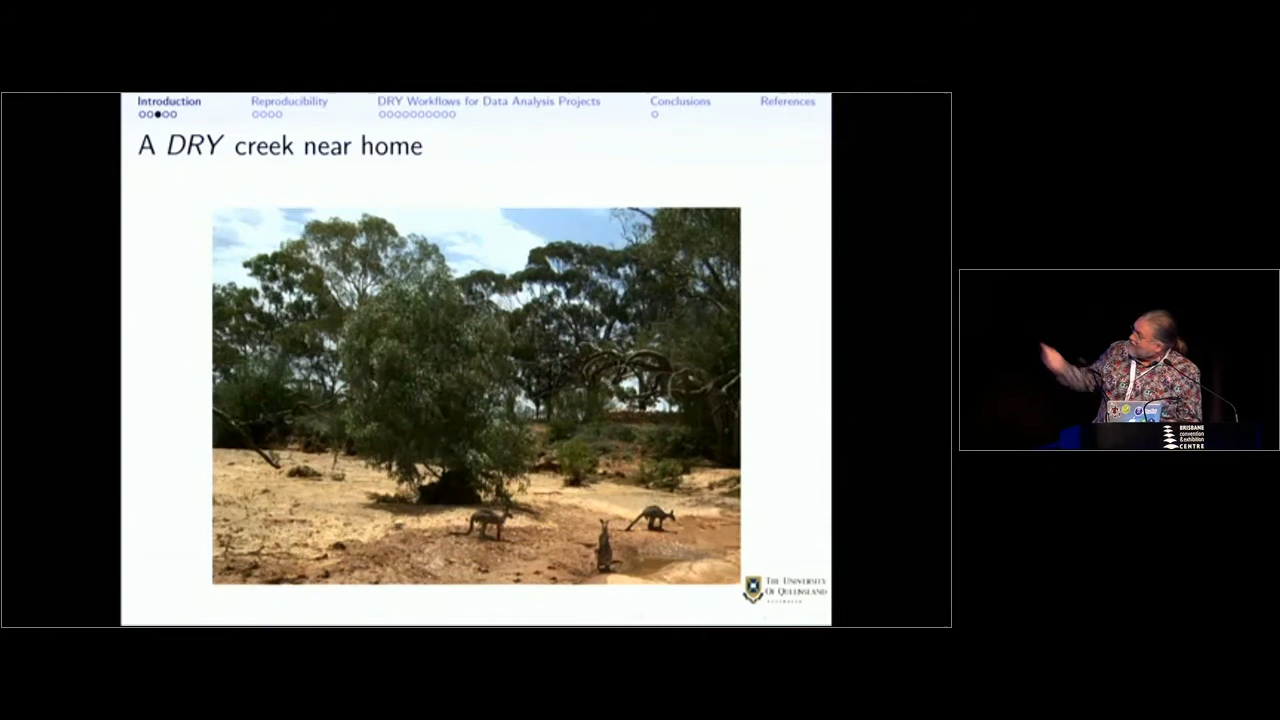 Introduction
Reproducibility
DRY Workflows for Data Analysis Projects
Conclusions
References
A DRY creek near home
THE UNIVERSITY
OF QUEENSLAND
AUSTRALIA
BRISBANE
convention
& exhibition
CENTRE